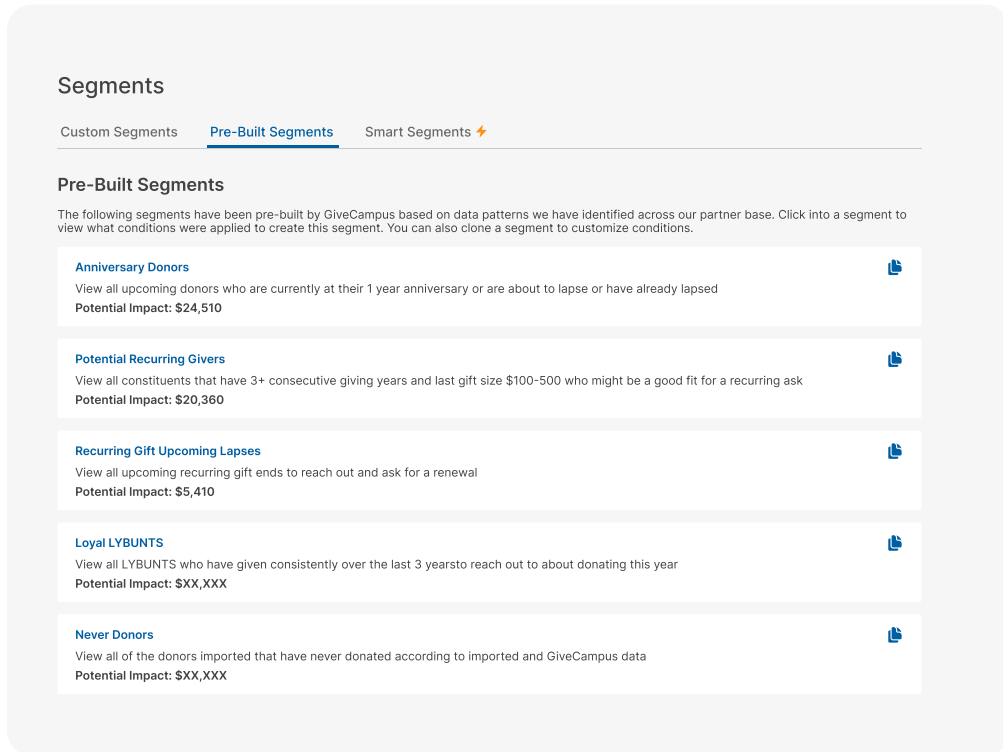 Segments
Custom Segments Pre-Built Segments Smart Segments
Pre-Built Segments
The following segments have been pre-built by GiveCampus based on data patterns we have identified across our partner base. Click into a segment to
view what conditions were applied to create this segment. You can also clone a segment to customize conditions.
Anniversary Donors
View all upcoming donors who are currently at their 1 year anniversary or are about to lapse or have already lapsed
Potential Impact: $24,510
Potential Recurring Givers
View all constituents that have 3+ consecutive giving years and last gift size $100-500 who might be a good fit for a recurring ask
Potential Impact: $20,360
Recurring Gift Upcoming Lapses
View all upcoming recurring gift ends to reach out and ask for a renewal
Potential Impact: $5,410
Loyal LYBUNTS
View all LYBUNTS who have given consistently over the last 3 yearsto reach out to about donating this year
Potential Impact: $XX,XXX
Never Donors
View all of the donors imported that have never donated according to imported and GiveCampus data
Potential Impact: $XX,XXX